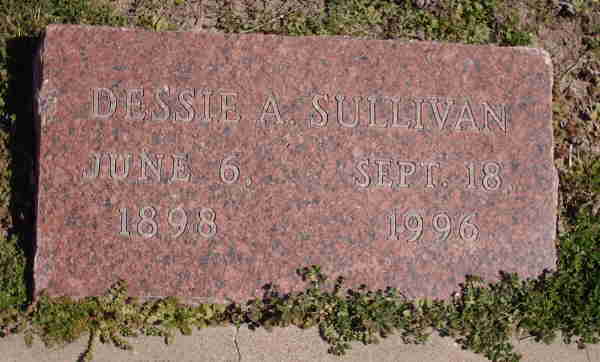 DESSIE A. SULLIVAN
JUNE 6, SEPT. 18,
1898 1996